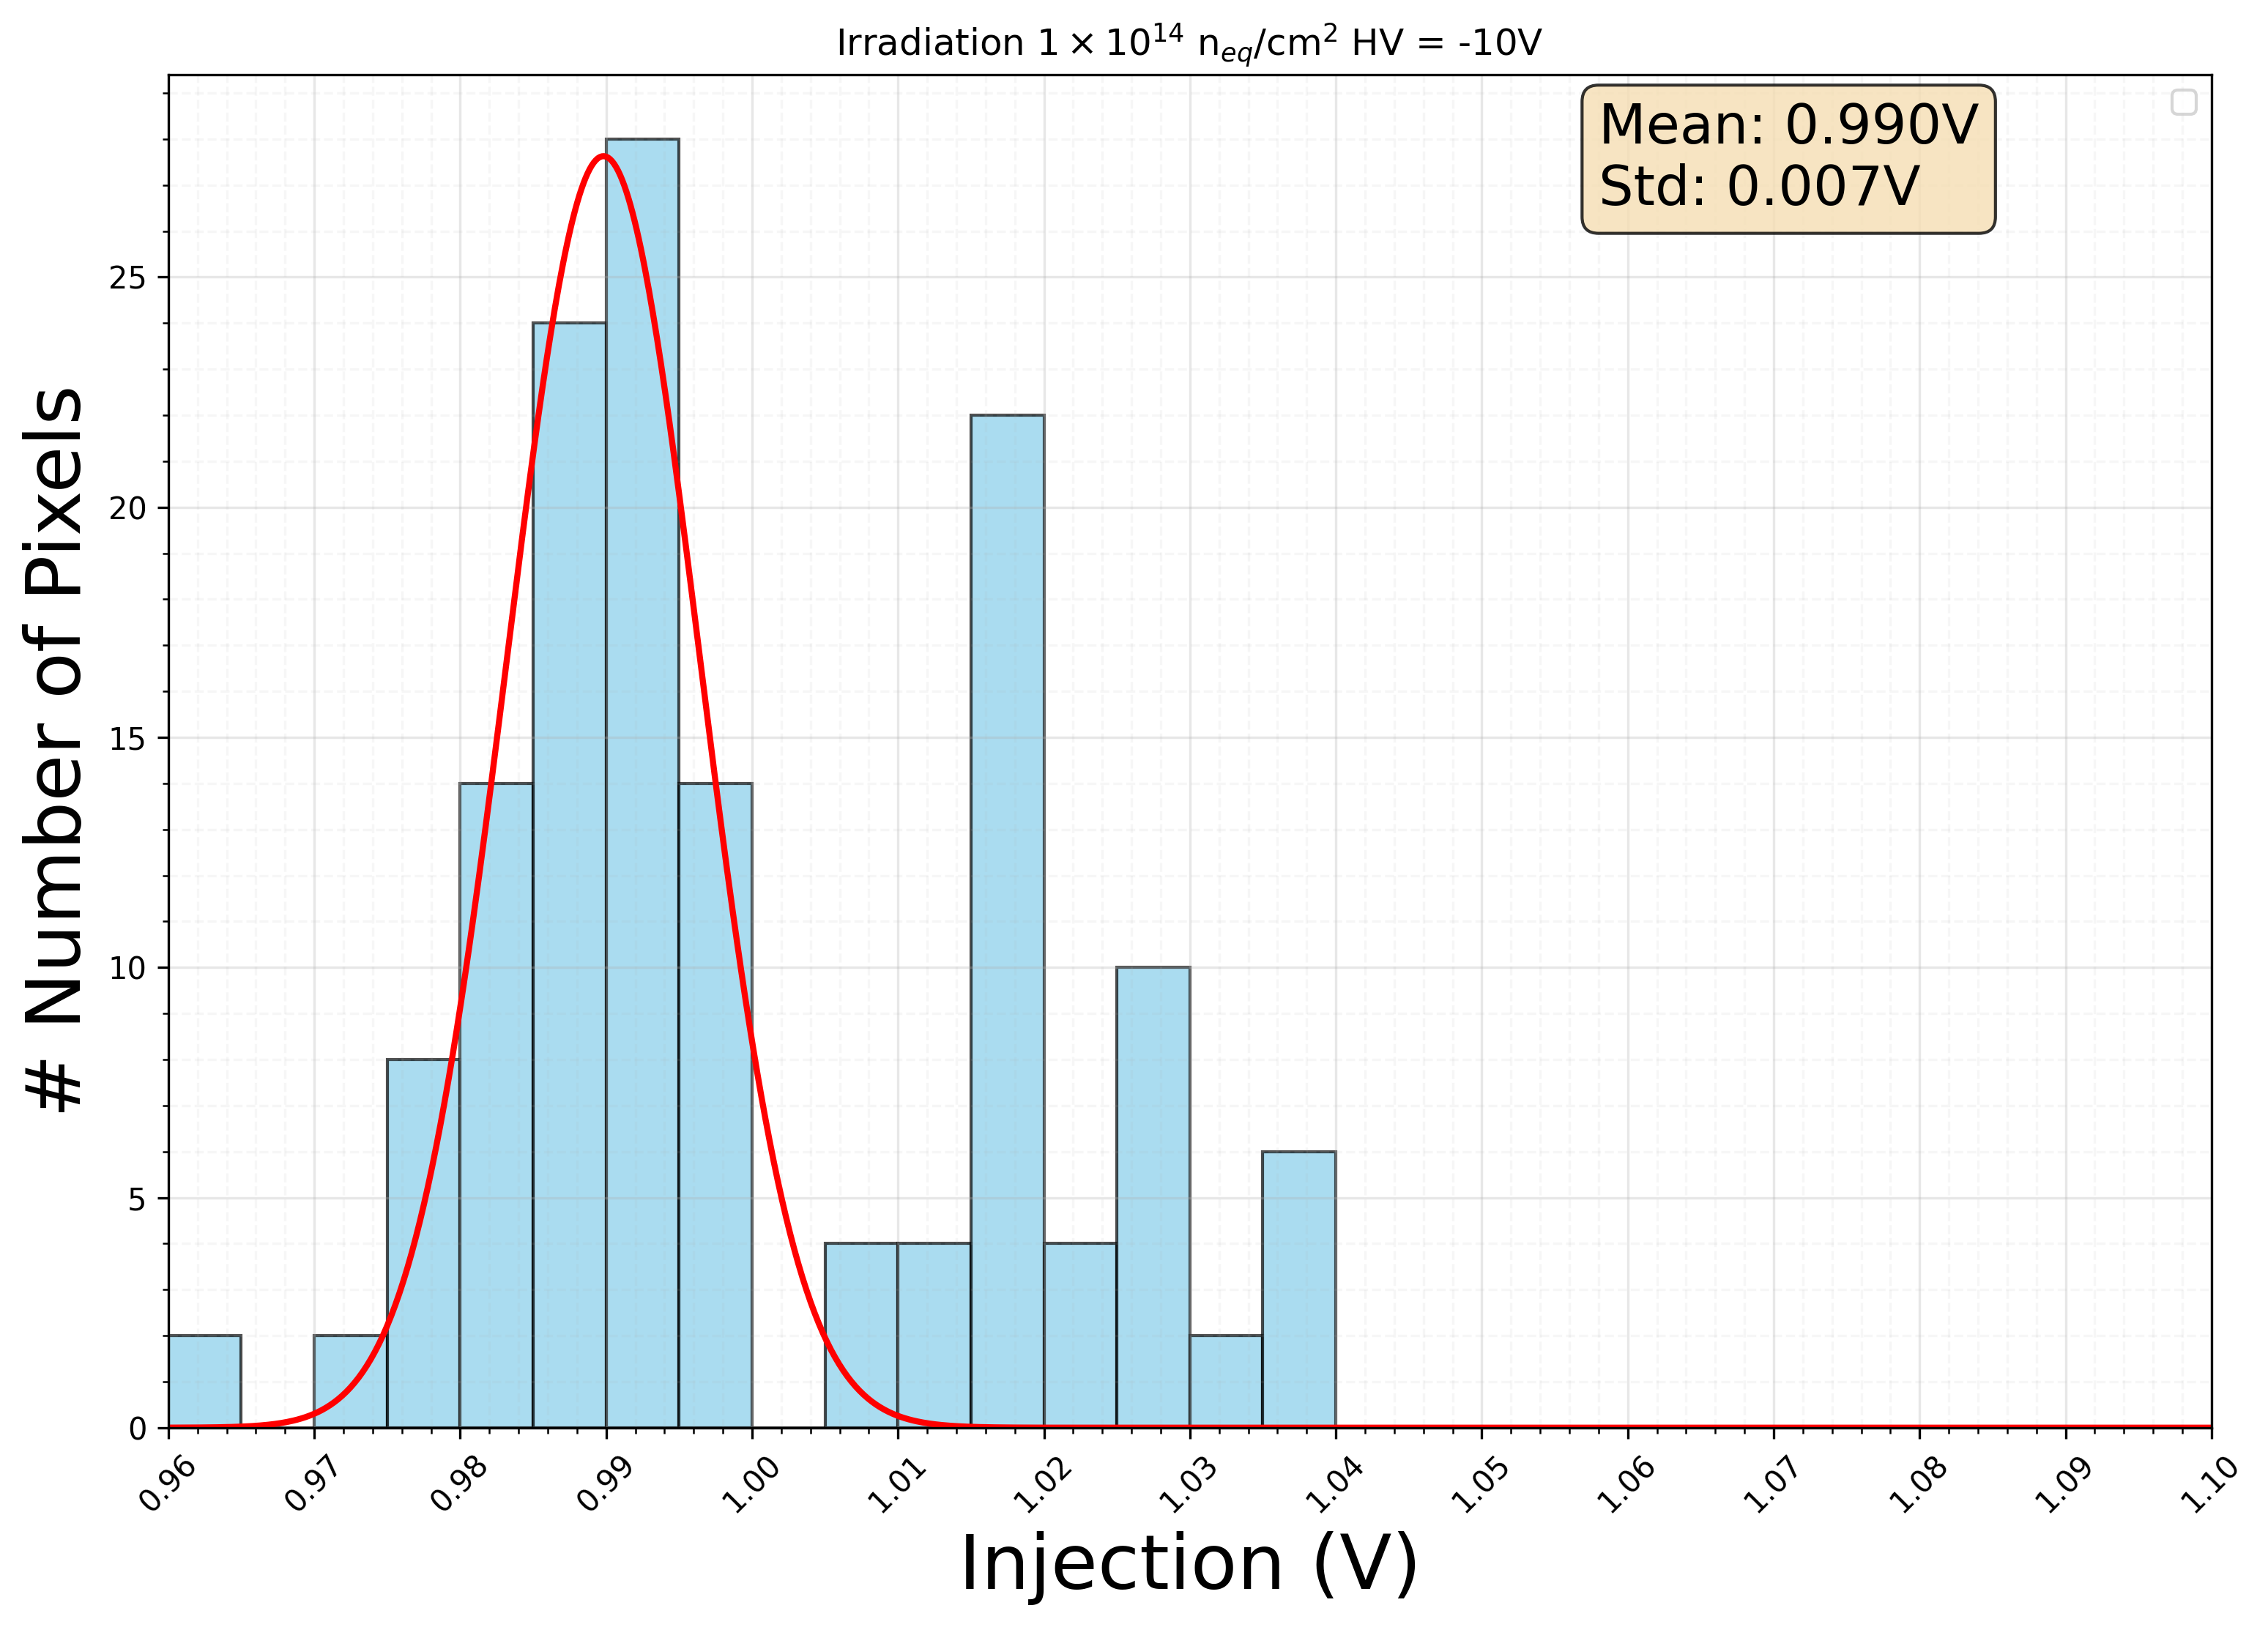 Irradiation 1 × 10¹⁴ n_eq/cm² HV = -10V
Mean: 0.990V
Std: 0.007V
# Number of Pixels
25
20
15
10
5
0
0.96 0.97 0.98 0.99 1.00 1.01 1.02 1.03 1.04 1.05 1.06 1.07 1.08 1.09 1.10
Injection (V)